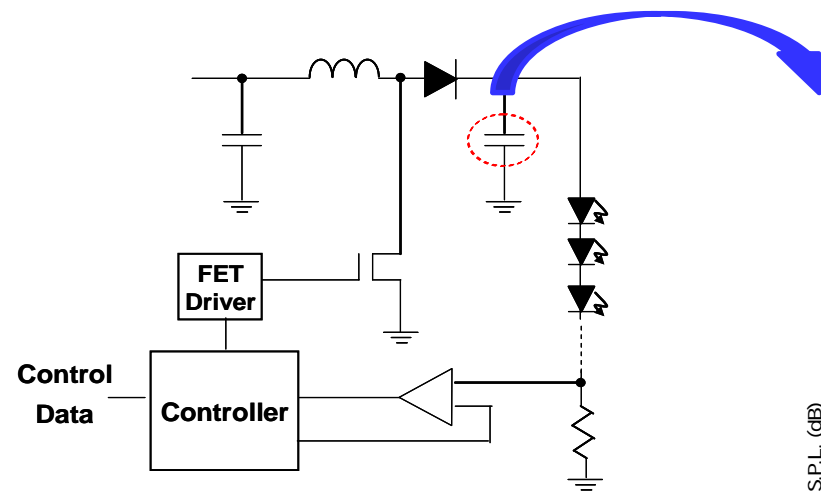 FET
Driver
Control
Data
Controller
S.P.L. (dB)